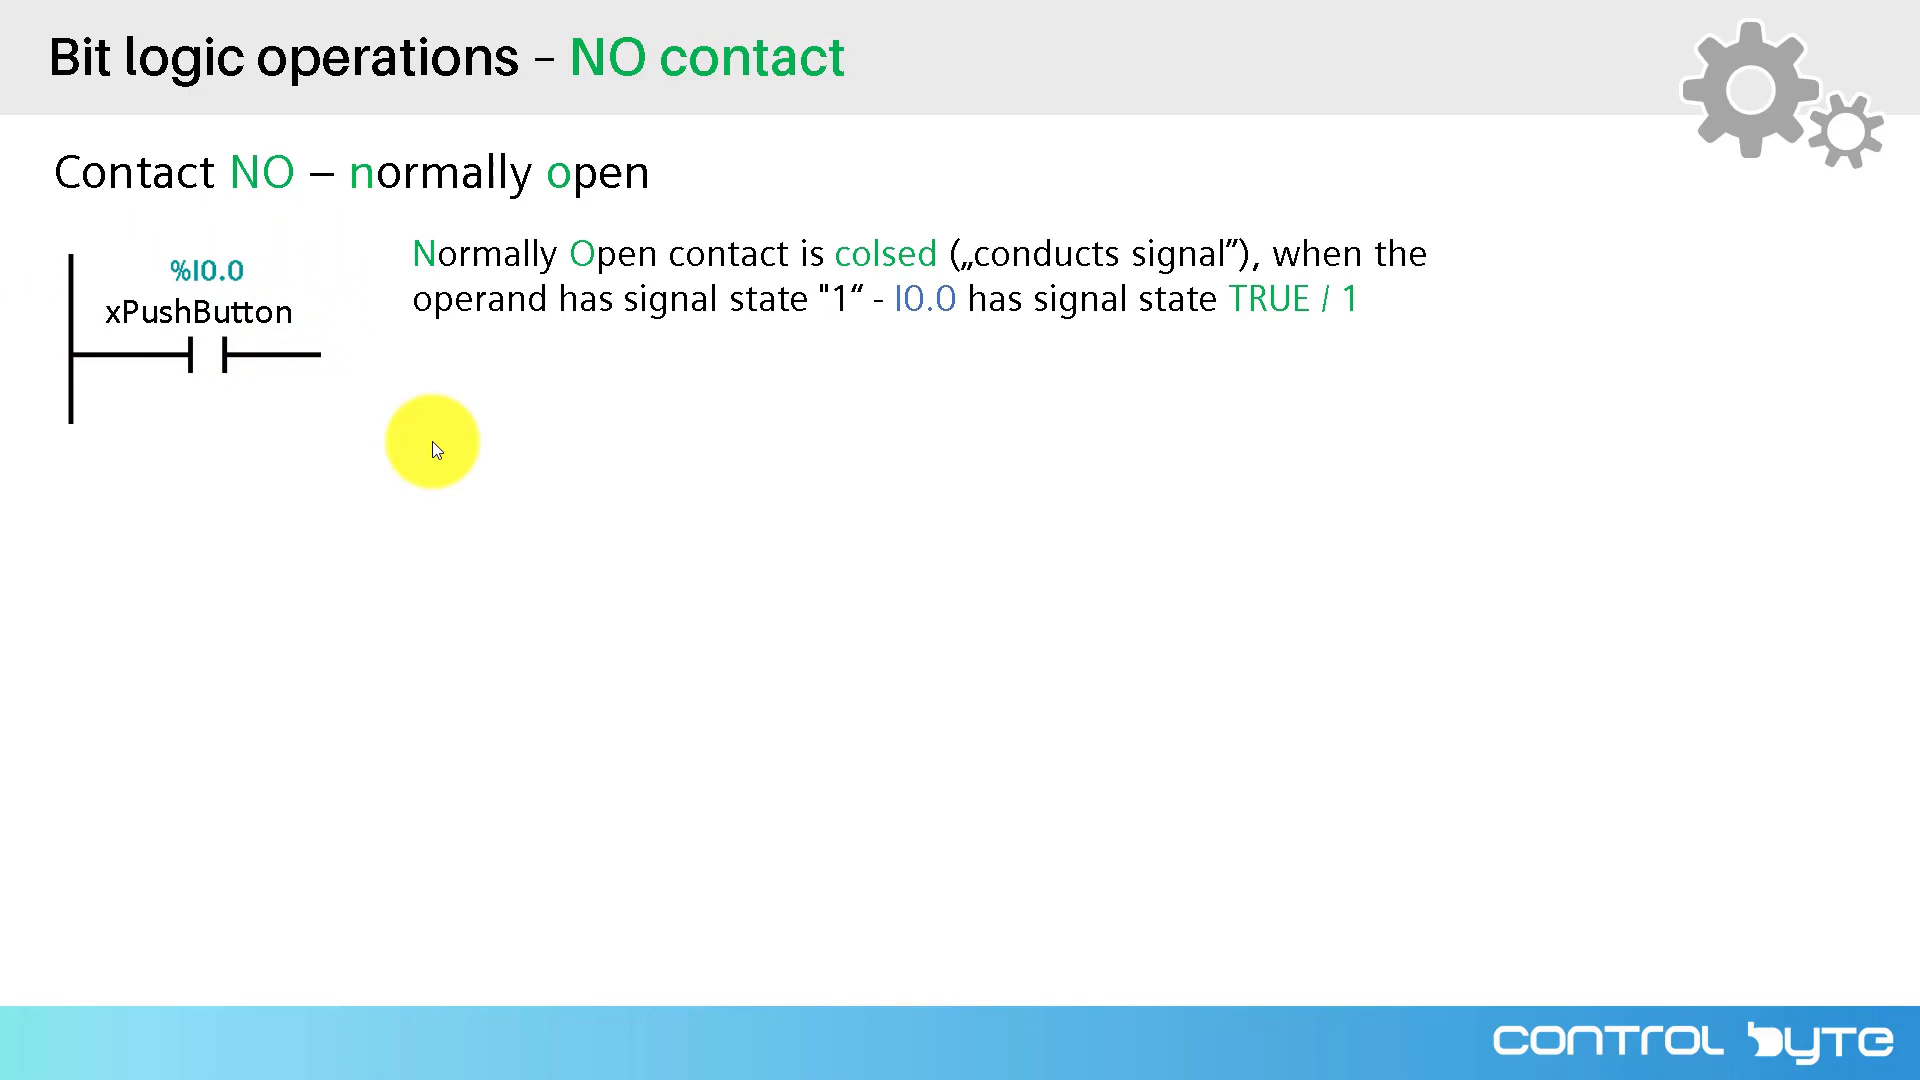 Bit logic operations – NO contact
Contact NO – normally open
%I0.0
xPushButton
Normally Open contact is colsed („conducts signal”), when the
operand has signal state "1“ - I0.0 has signal state TRUE / 1
CONTROL BYTE